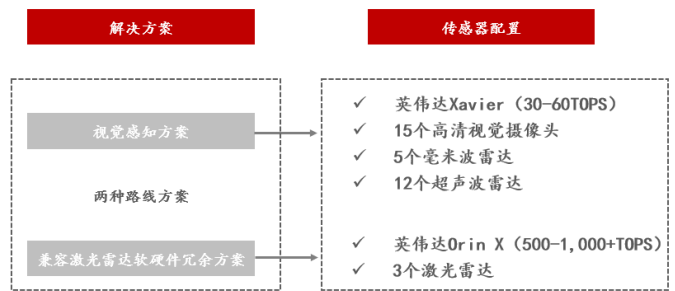 解决方案
传感器配置
视觉感知方案
两种路线方案
兼容激光雷达软硬件冗余方案
✓ 英伟达Xavier（30-60TOPS）
✓ 15个高清视觉摄像头
✓ 5个毫米波雷达
✓ 12个超声波雷达
✓ 英伟达Orin X（500-1,000+TOPS）
✓ 3个激光雷达